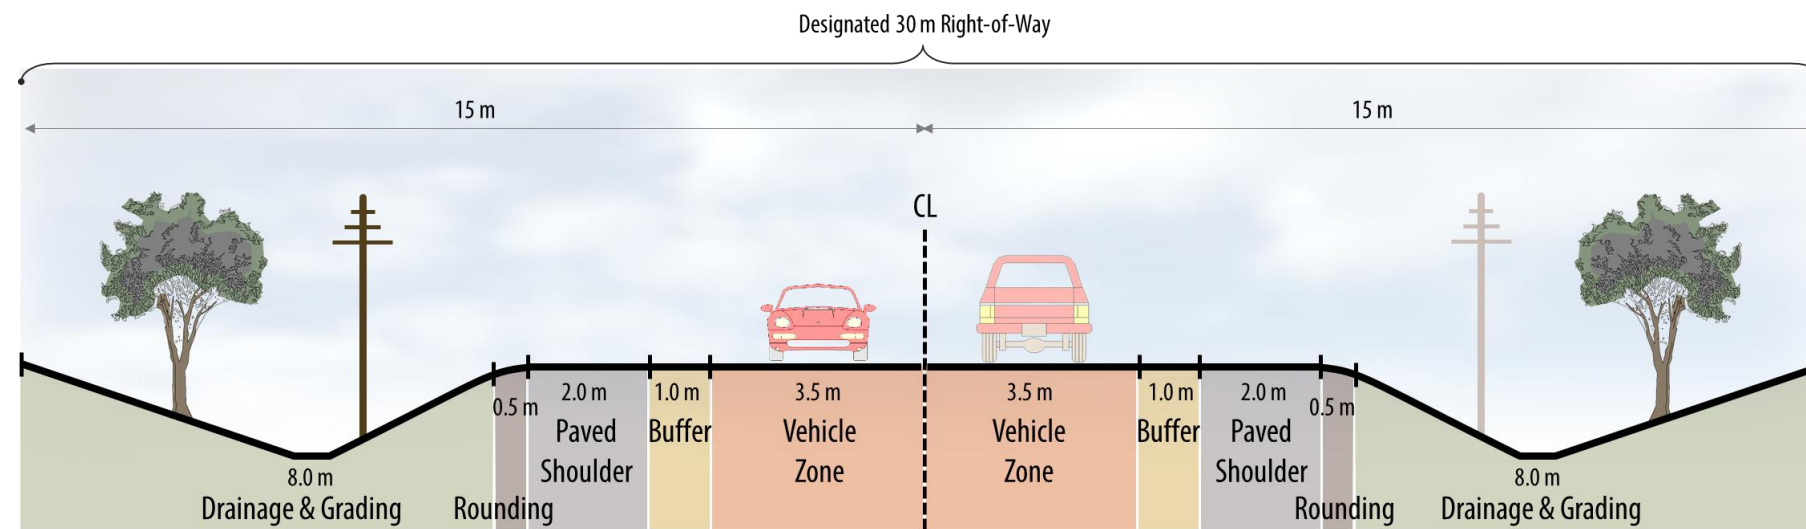 Designated 30 m Right-of-Way
15 m
15 m
CL
0.5 m
2.0 m
1.0 m
3.5 m
3.5 m
1.0 m
2.0 m
0.5 m
Paved
Shoulder
Buffer
Vehicle
Zone
Vehicle
Zone
Buffer
Paved
Shoulder
8.0 m
Drainage & Grading
Rounding
Rounding
8.0 m
Drainage & Grading